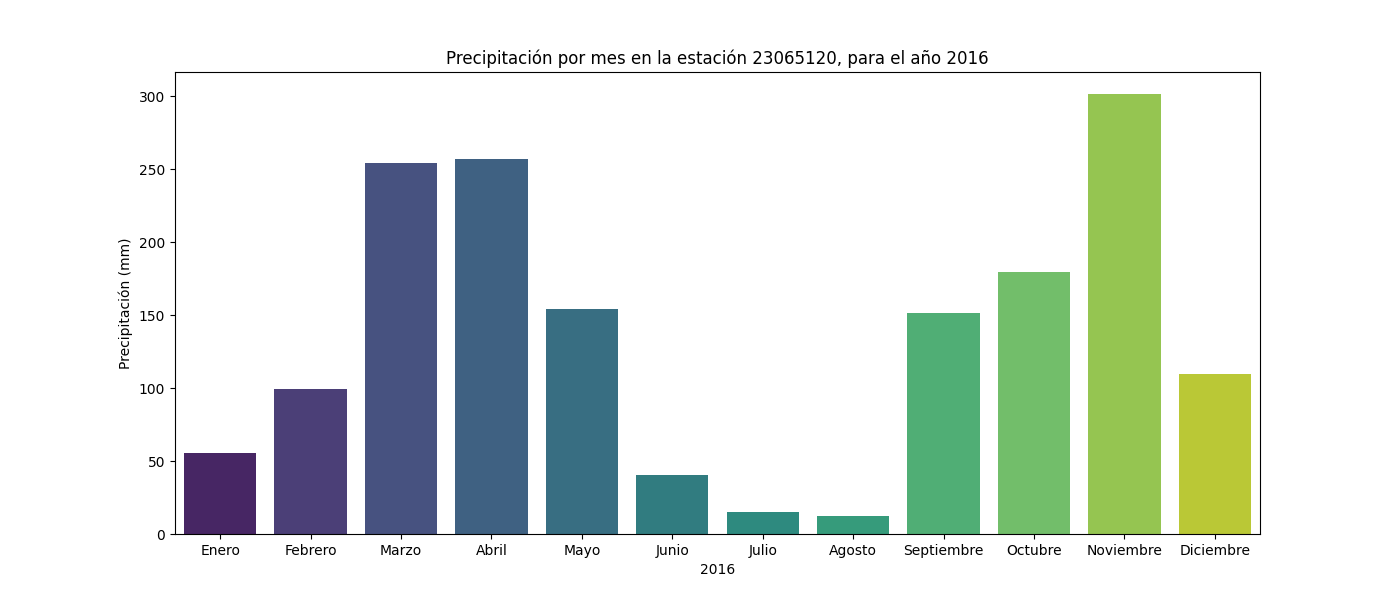 Precipitación por mes en la estación 23065120, para el año 2016
Precipitación (mm)
300
250
200
150
100
50
0
Enero Febrero Marzo Abril Mayo Junio Julio Agosto Septiembre Octubre Noviembre Diciembre
2016